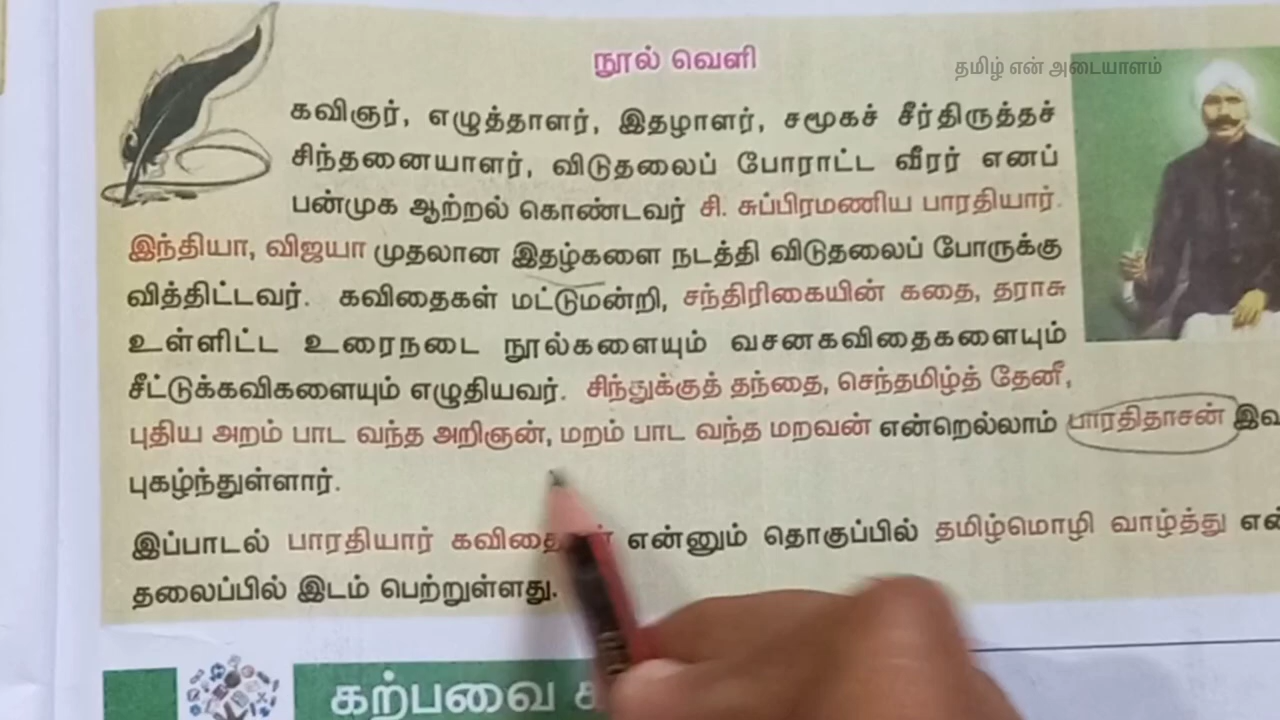 நூல் வெளி
தமிழ் என் அடையாளம்
கவிஞர், எழுத்தாளர், இதழாளர், சமூகச் சீர்திருத்தச்
சிந்தனையாளர், விடுதலைப் போராட்ட வீரர் எனப்
பன்முக ஆற்றல் கொண்டவர் சி. சுப்பிரமணிய பாரதியார்.
இந்தியா, விஜயா முதலான இதழ்களை நடத்தி விடுதலைப் போருக்கு
வித்திட்டவர். கவிதைகள் மட்டுமன்றி, சந்திரிகையின் கதை, தராசு
உள்ளிட்ட உரைநடை நூல்களையும் வசனகவிதைகளையும்
சீட்டுக்கவிகளையும் எழுதியவர். சிந்துக்குத் தந்தை, செந்தமிழ்த் தேனீ,
புதிய அறம் பாட வந்த அறிஞன், மறம் பாட வந்த மறவன் என்றெல்லாம் பாரதிதாசன்
புகழ்ந்துள்ளார்.
இப்பாடல் பாரதியார் என்னும் தொகுப்பில் தமிழ்மொழி வாழ்த்து
தலைப்பில் இடம் பெற்றுள்ளது.
கற்பவை